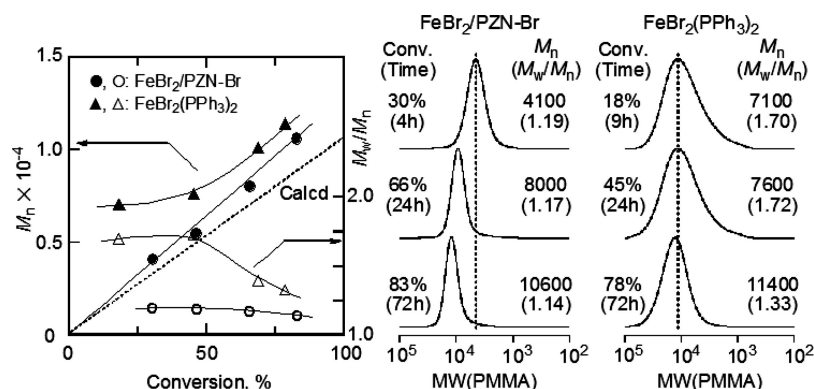 1.5
1.0
0.5
0
Mn × 10-4
●, ○: FeBr2/PZN-Br
▲, △: FeBr2(PPh3)2
Calcd
Mw/Mn
2.0
1.0
0 50 100
Conversion, %
FeBr2/PZN-Br
Conv.
(Time)
Mn
(Mw/Mn)
30%
(4h)
4100
(1.19)
66%
(24h)
8000
(1.17)
83%
(72h)
10600
(1.14)
105 104 103 102
MW(PMMA)
FeBr2(PPh3)2
Conv.
(Time)
Mn
(Mw/Mn)
18%
(9h)
7100
(1.70)
45%
(24h)
7600
(1.72)
78%
(72h)
11400
(1.33)
105 104 103 102
MW(PMMA)